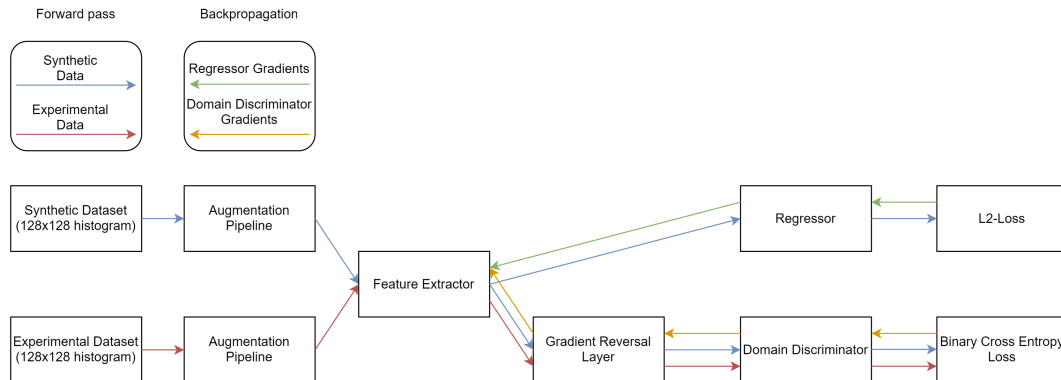 Forward pass
Backpropagation
Synthetic
Data
Experimental
Data
Regressor Gradients
Domain Discriminator
Gradients
Synthetic Dataset
(128x128 histogram)
Augmentation
Pipeline
Regressor
L2-Loss
Feature Extractor
Experimental Dataset
(128x128 histogram)
Augmentation
Pipeline
Gradient Reversal
Layer
Domain Discriminator
Binary Cross Entropy
Loss